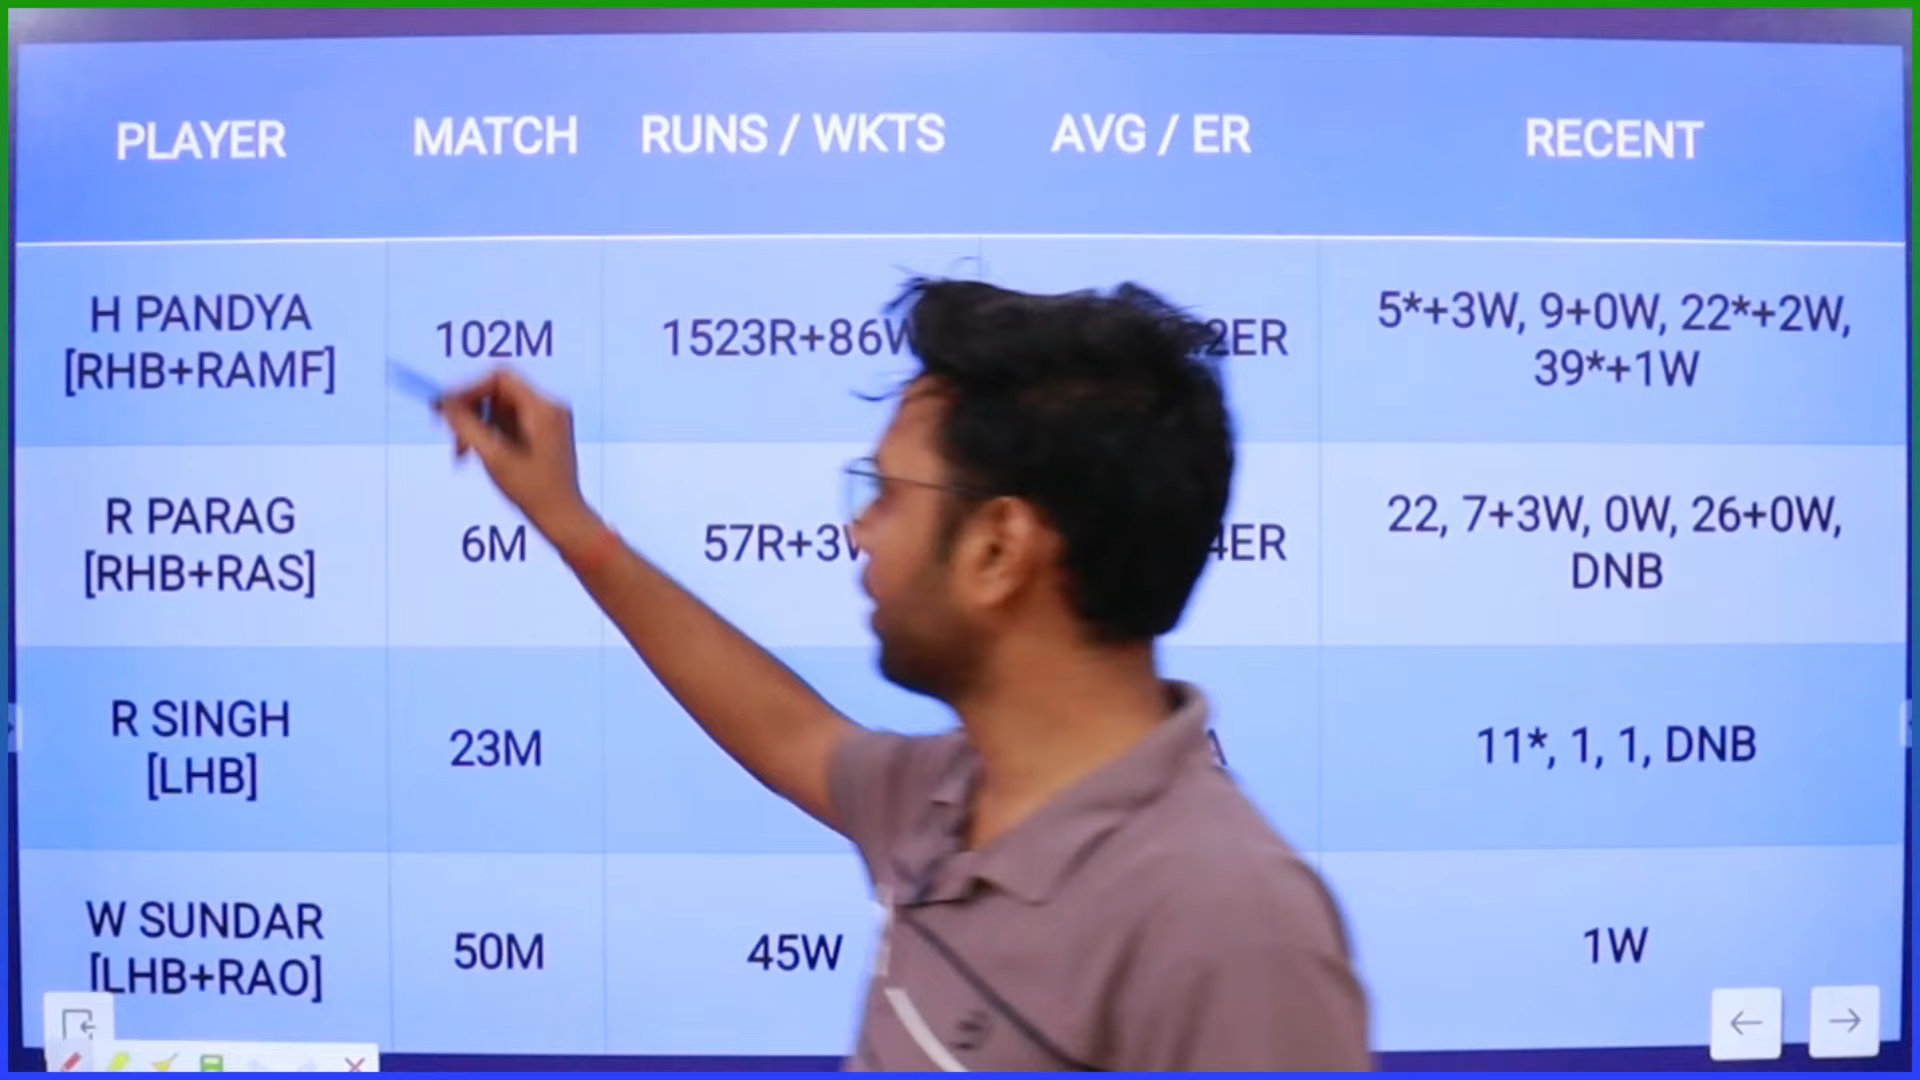 PLAYER MATCH RUNS / WKTS AVG / ER RECENT
H PANDYA
[RHB+RAMF]
102M
1523R+86W
2ER
5*+3W, 9+0W, 22*+2W,
39*+1W
R PARAG
[RHB+RAS]
6M
57R+3W
4ER
22, 7+3W, 0W, 26+0W,
DNB
R SINGH
[LHB]
23M
11*, 1, 1, DNB
W SUNDAR
[LHB+RAO]
50M
45W
1W